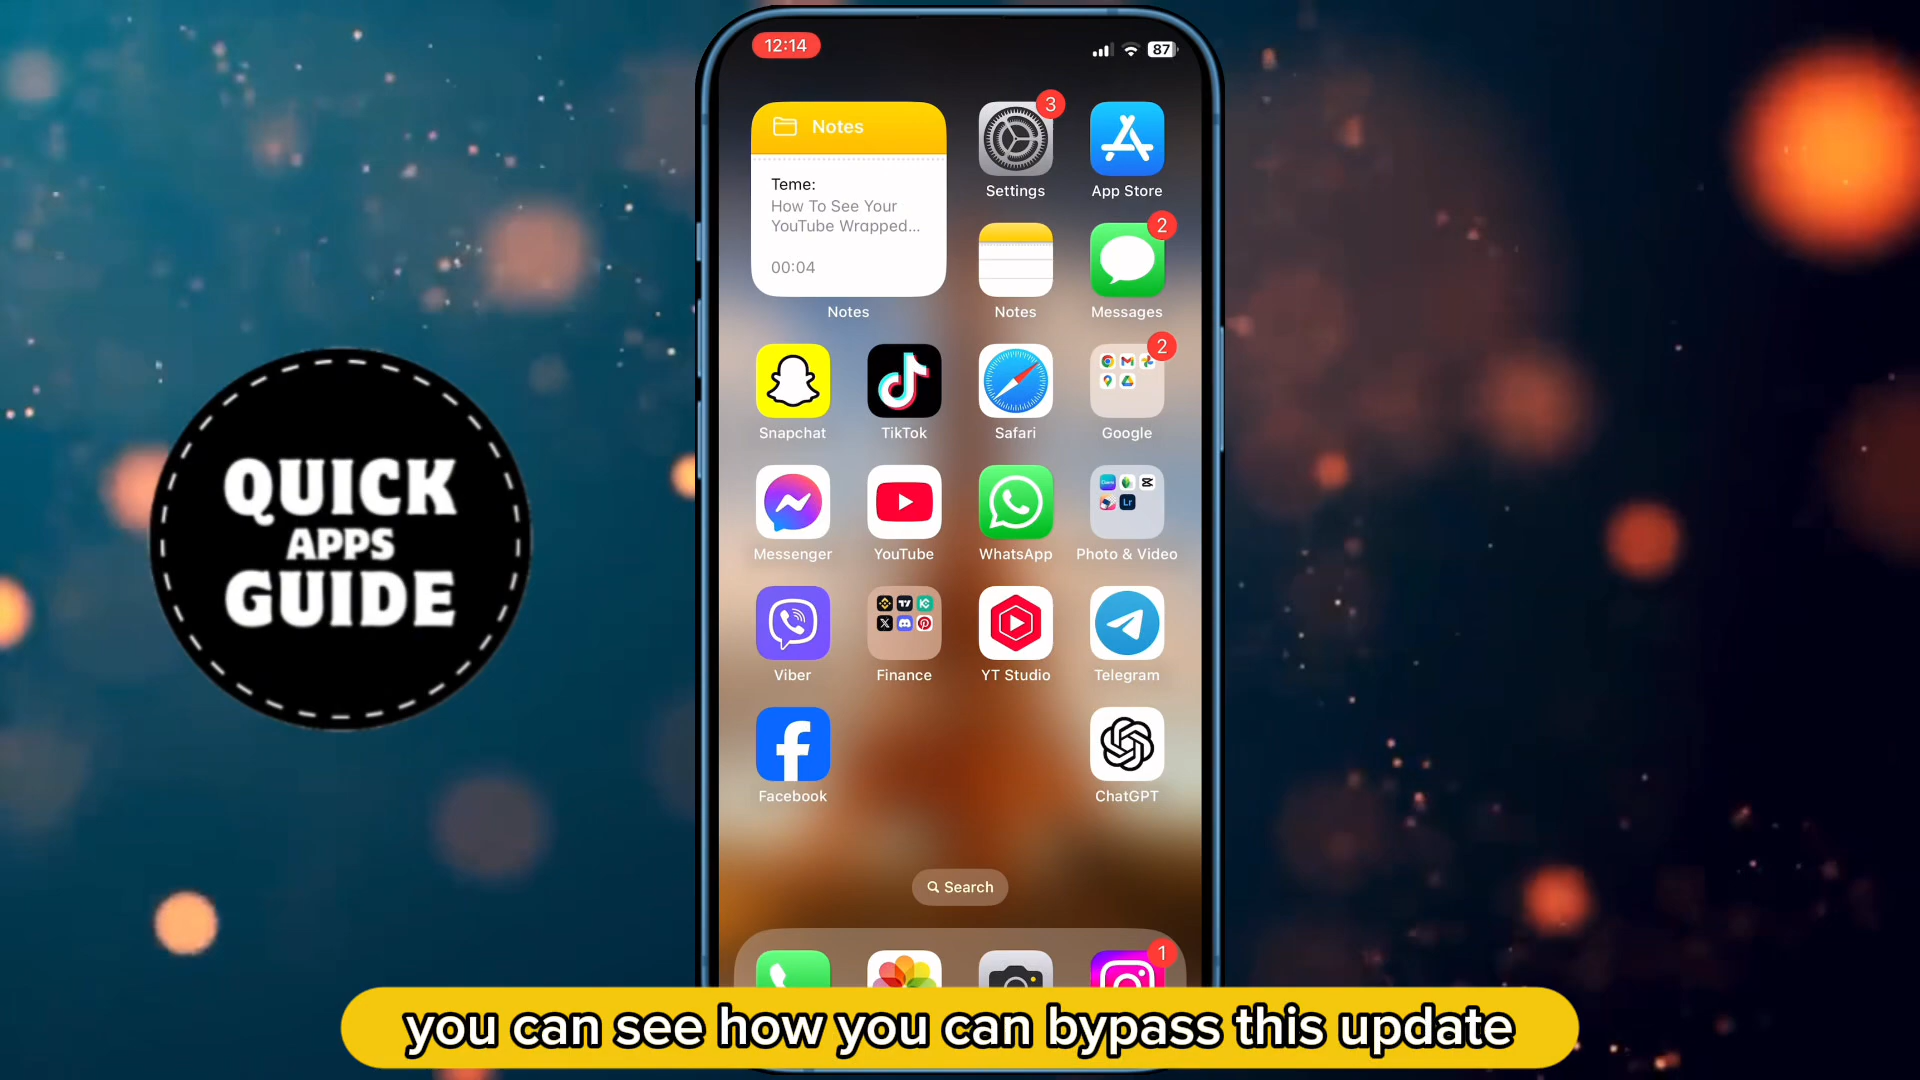 12:14
87
Notes
Teme:
How To See Your
YouTube Wrapped...
00:04
Notes
3
Settings
App Store
Notes
2
Messages
Snapchat
TikTok
Safari
2
Google
Messenger
YouTube
WhatsApp
Lr
Photo & Video
Viber
Finance
YT Studio
Telegram
Facebook
ChatGPT
Search
1
QUICK
APPS
GUIDE
you can see how you can bypass this update